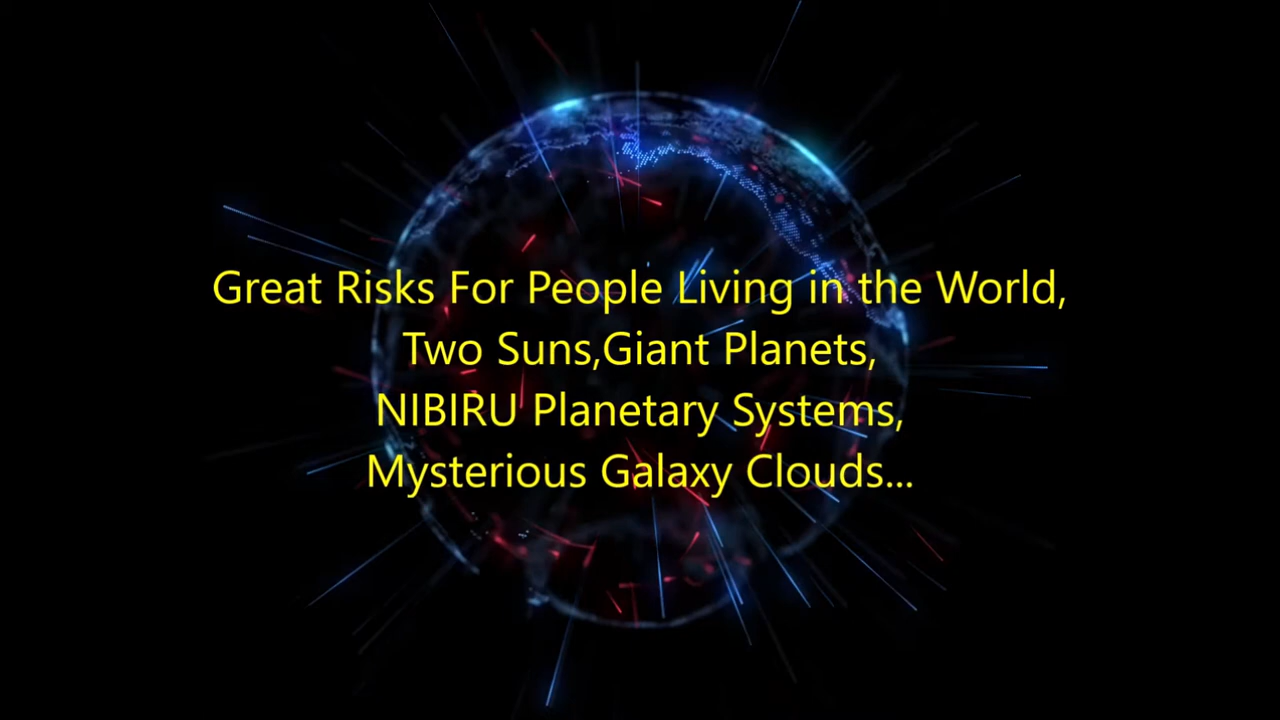 Great Risks For People Living in the World,
Two Suns,Giant Planets,
NIBIRU Planetary Systems,
Mysterious Galaxy Clouds...